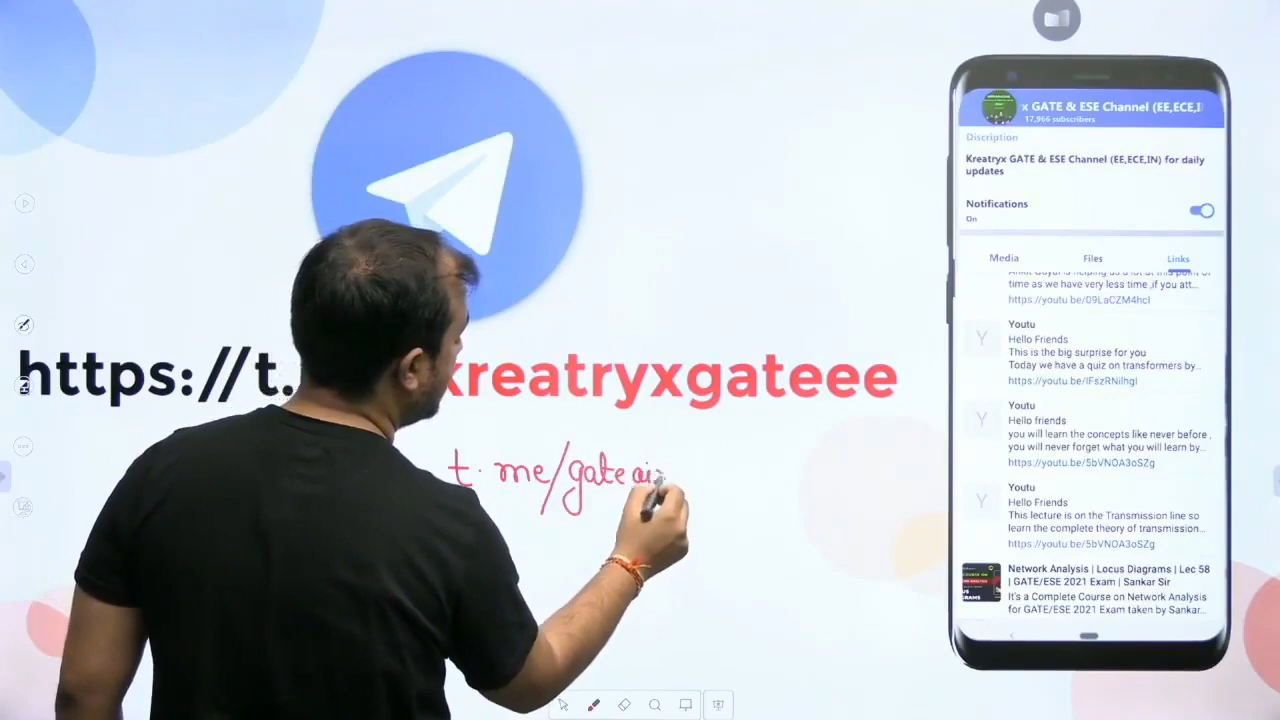 https://t.
kreatryxgateee
t.me/gateai
x GATE & ESE Channel (EE,ECE,I
17,966 subscribers
Discription
Kreatryx GATE & ESE Channel (EE,ECE,IN) for daily
updates
Notifications
On
Media Files Links
time as we have very less time ,if you att...
https://youtu.be/09LaCZM4hcI
Y
Youtu
Hello Friends
This is the big surprise for you
Today we have a quiz on transformers by...
https://youtu.be/IFszRNiIhgI
Y
Youtu
Hello friends
you will learn the concepts like never before ,
you will never forget what you will learn by...
https://youtu.be/5bVNOA3oSZg
Y
Youtu
Hello Friends
This lecture is on the Transmission line so
learn the complete theory of transmission...
https://youtu.be/5bVNOA3oSZg
Network Analysis | Locus Diagrams | Lec 58
| GATE/ESE 2021 Exam | Sankar Sir
It's a Complete Course on Network Analysis
for GATE/ESE 2021 Exam taken by Sankar...